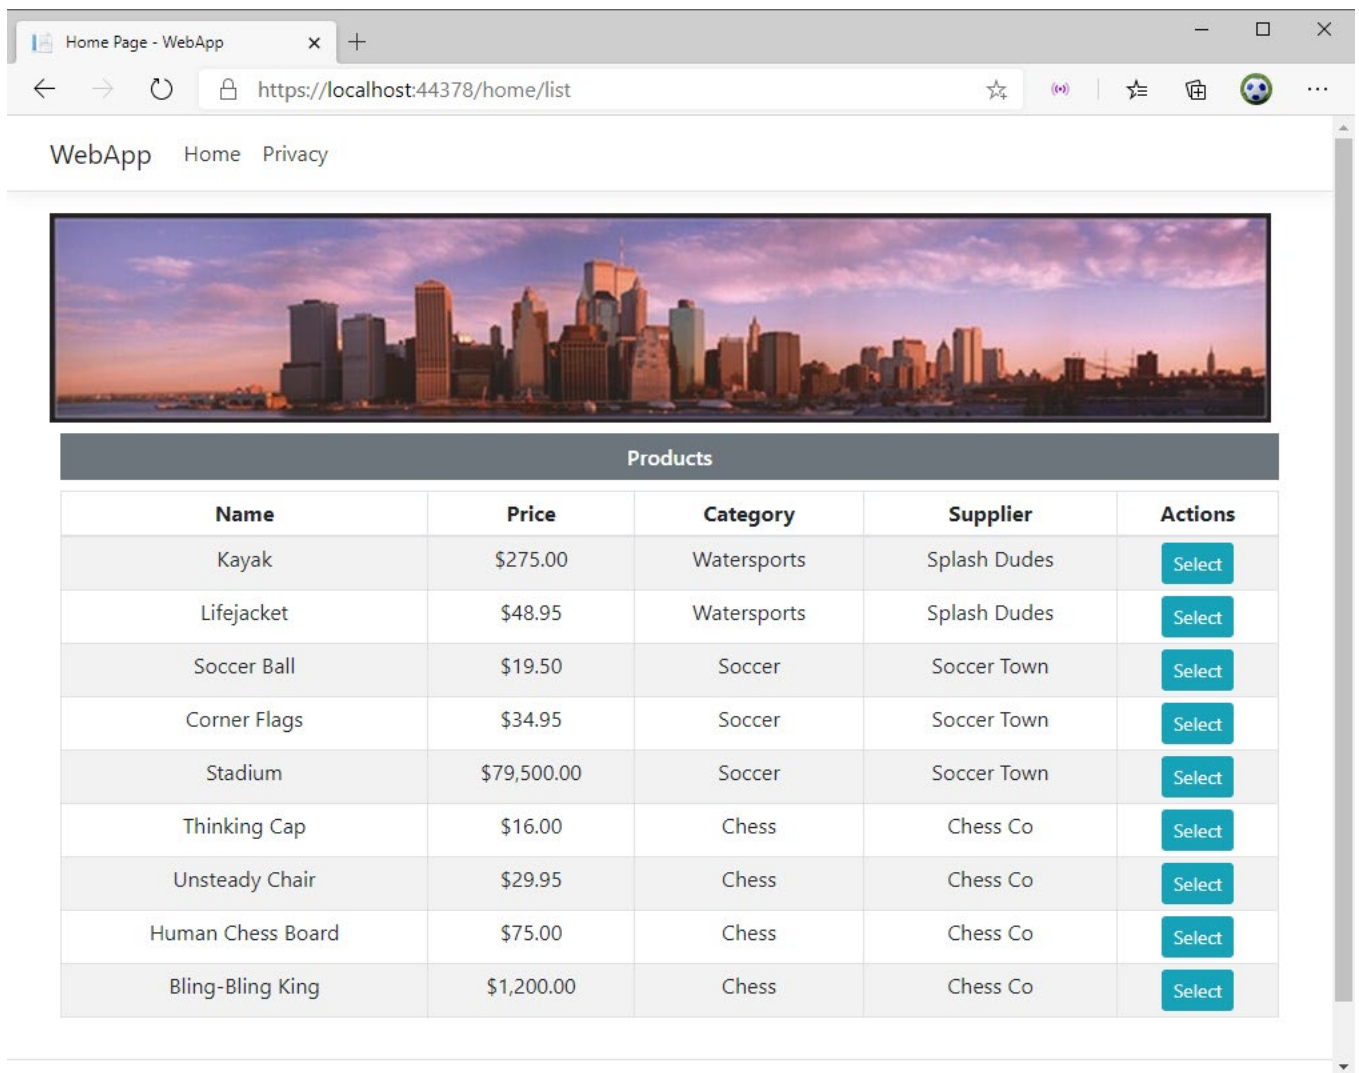 Home Page - WebApp
https://localhost:44378/home/list
WebApp Home Privacy
Products
Name Price Category Supplier Actions
Kayak $275.00 Watersports Splash Dudes Select
Lifejacket $48.95 Watersports Splash Dudes Select
Soccer Ball $19.50 Soccer Soccer Town Select
Corner Flags $34.95 Soccer Soccer Town Select
Stadium $79,500.00 Soccer Soccer Town Select
Thinking Cap $16.00 Chess Chess Co Select
Unsteady Chair $29.95 Chess Chess Co Select
Human Chess Board $75.00 Chess Chess Co Select
Bling-Bling King $1,200.00 Chess Chess Co Select